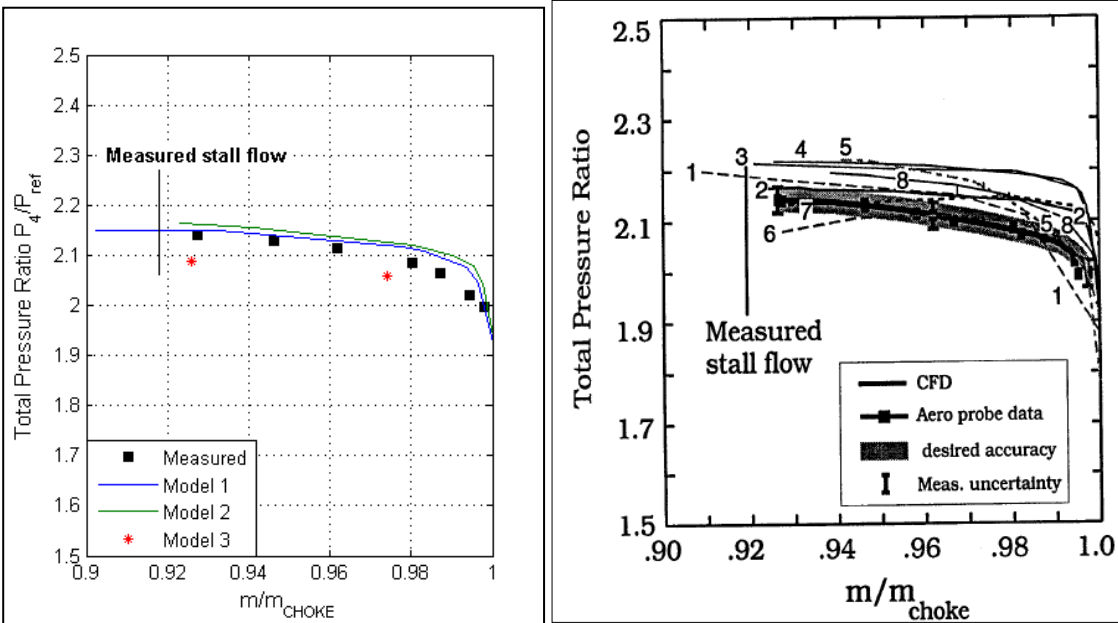 2.5
2.4
2.3
2.2
2.1
2
1.9
1.8
1.7
1.6
1.5
Total Pressure Ratio P4/Pref
Measured stall flow
Measured
Model 1
Model 2
Model 3
0.9 0.92 0.94 0.96 0.98 1
m/mCHOKE
2.5
2.3
2.1
1.9
1.7
1.5
Total Pressure Ratio
1 3 4 5
8
2 2
7 5 8
6
1
Measured
stall flow
CFD
Aero probe data
desired accuracy
Meas. uncertainty
.90 .92 .94 .96 .98 1.0
m/mchoke